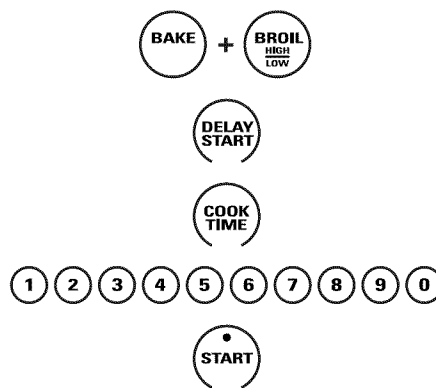 BAKE + BROIL
HIGH
LOW
DELAY
START
COOK
TIME
1 2 3 4 5 6 7 8 9 0
START